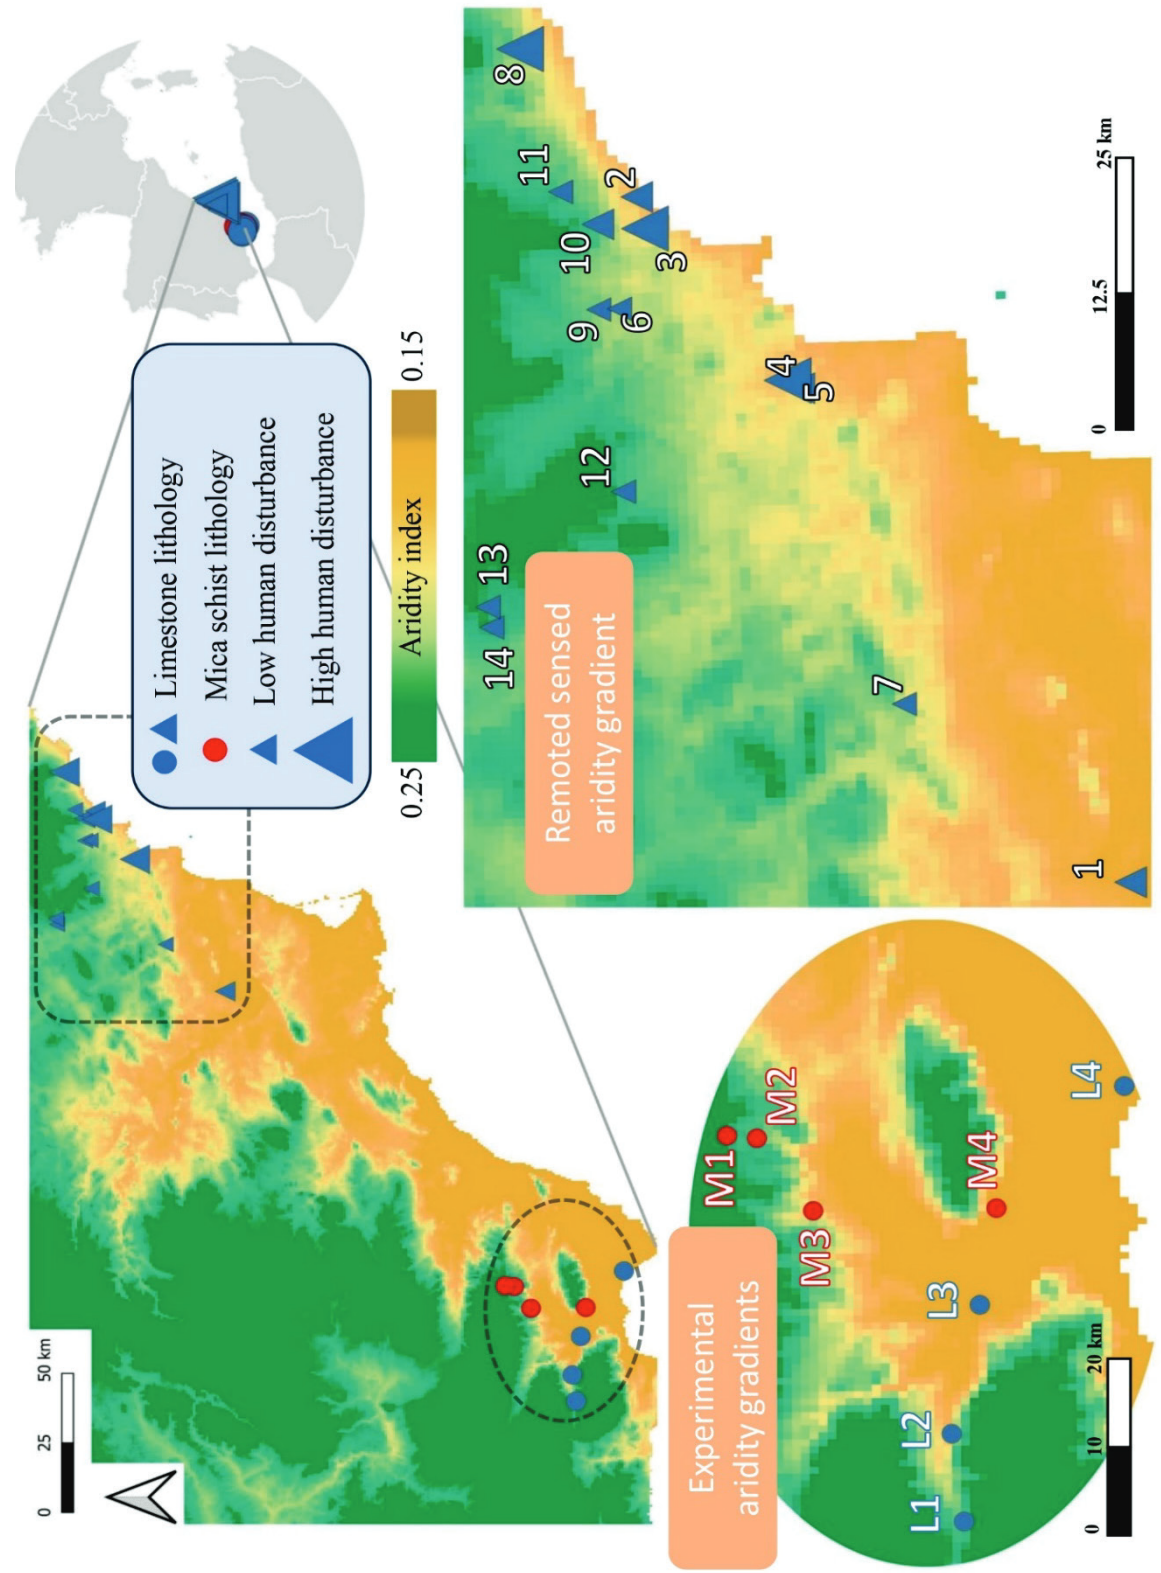 0 25 50 km
Limestone lithology
Mica schist lithology
Low human disturbance
High human disturbance
0.25 Aridity index 0.15
Experimental
aridity gradients
0 10 20 km
L1
L2
L3
L4
M1
M2
M3
M4
Remoted sensed
aridity gradient
14
13
12
9
6
10
11
2
3
8
4
5
7
1
0 12.5 25 km